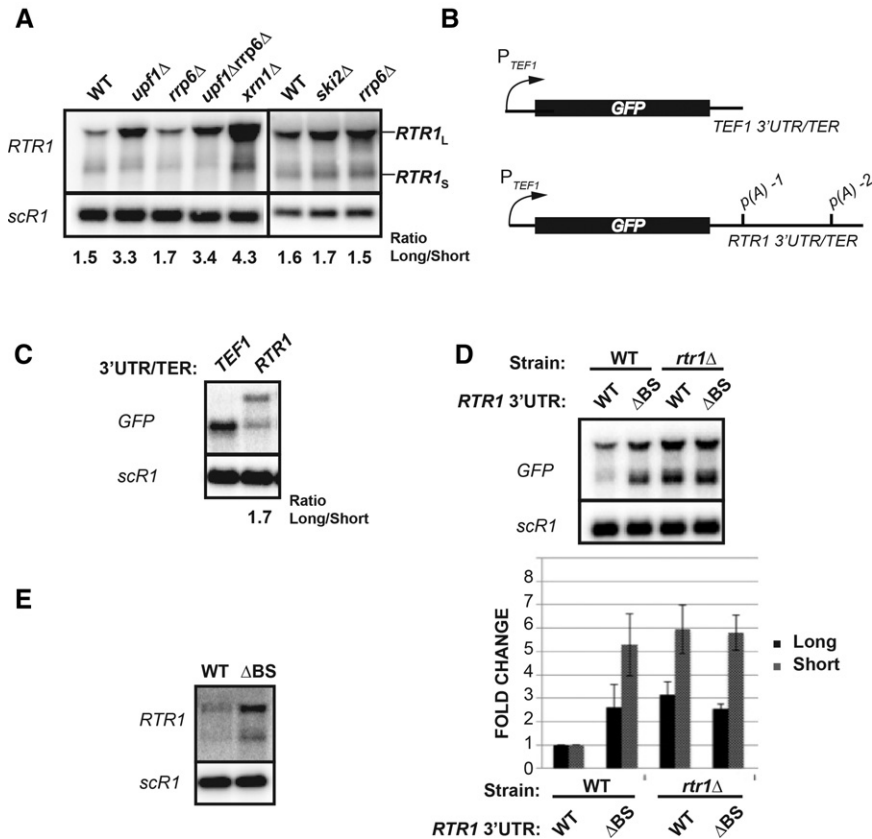 A
WT upf1Δ rrp6Δ upf1Δrrp6Δ xrn1Δ WT ski2Δ rrp6Δ
RTR1
RTR1L
RTR1S
scR1
Ratio
Long/Short
1.5 3.3 1.7 3.4 4.3 1.6 1.7 1.5
B
PTEF1
GFP
TEF1 3'UTR/TER
PTEF1
GFP
p(A) -1
p(A) -2
RTR1 3'UTR/TER
C
3'UTR/TER: TEF1 RTR1
GFP
scR1
Ratio
Long/Short
1.7
D
Strain: WT rtr1Δ
RTR1 3'UTR: WT ΔBS WT ΔBS
GFP
scR1
FOLD CHANGE
8
7
6
5
4
3
2
1
0
Long
Short
Strain: WT rtr1Δ
RTR1 3'UTR: WT ΔBS WT ΔBS
E
WT ΔBS
RTR1
scR1